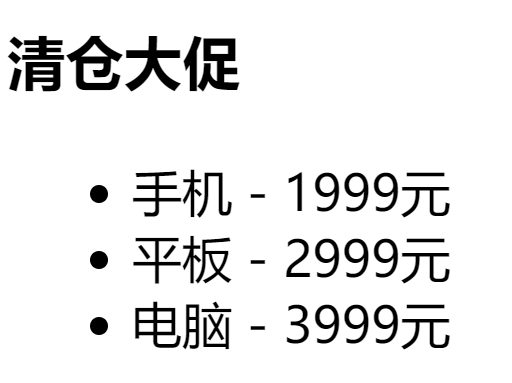 清仓大促
• 手机 - 1999元
• 平板 - 2999元
• 电脑 - 3999元